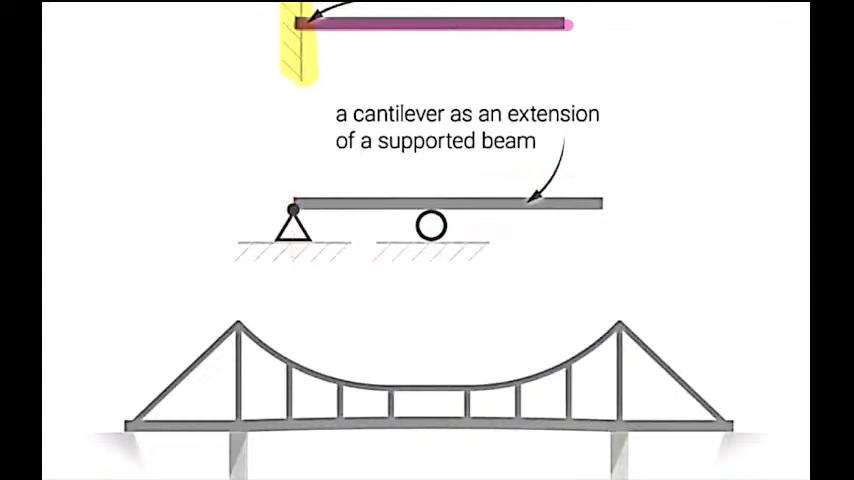 a cantilever as an extension
of a supported beam